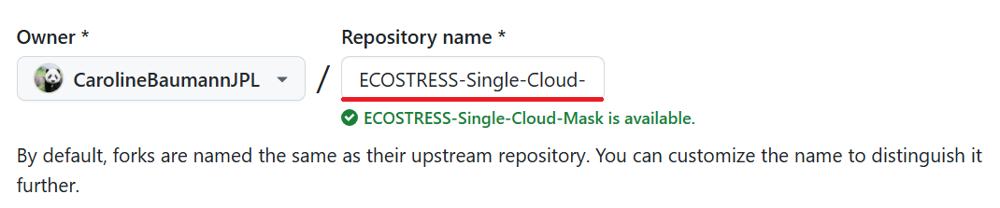 Owner *
Repository name *
CarolineBaumannJPL
/
ECOSTRESS-Single-Cloud-
ECOSTRESS-Single-Cloud-Mask is available.
By default, forks are named the same as their upstream repository. You can customize the name to distinguish it
further.